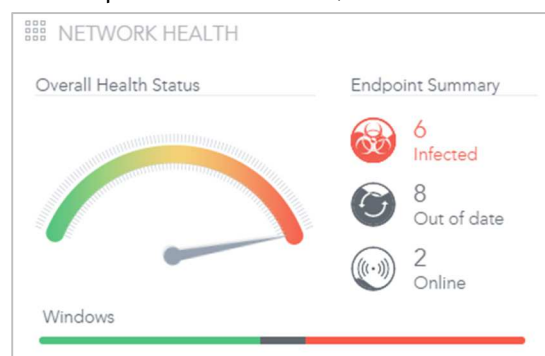 NETWORK HEALTH
Overall Health Status
Endpoint Summary
6
Infected
8
Out of date
2
Online
Windows